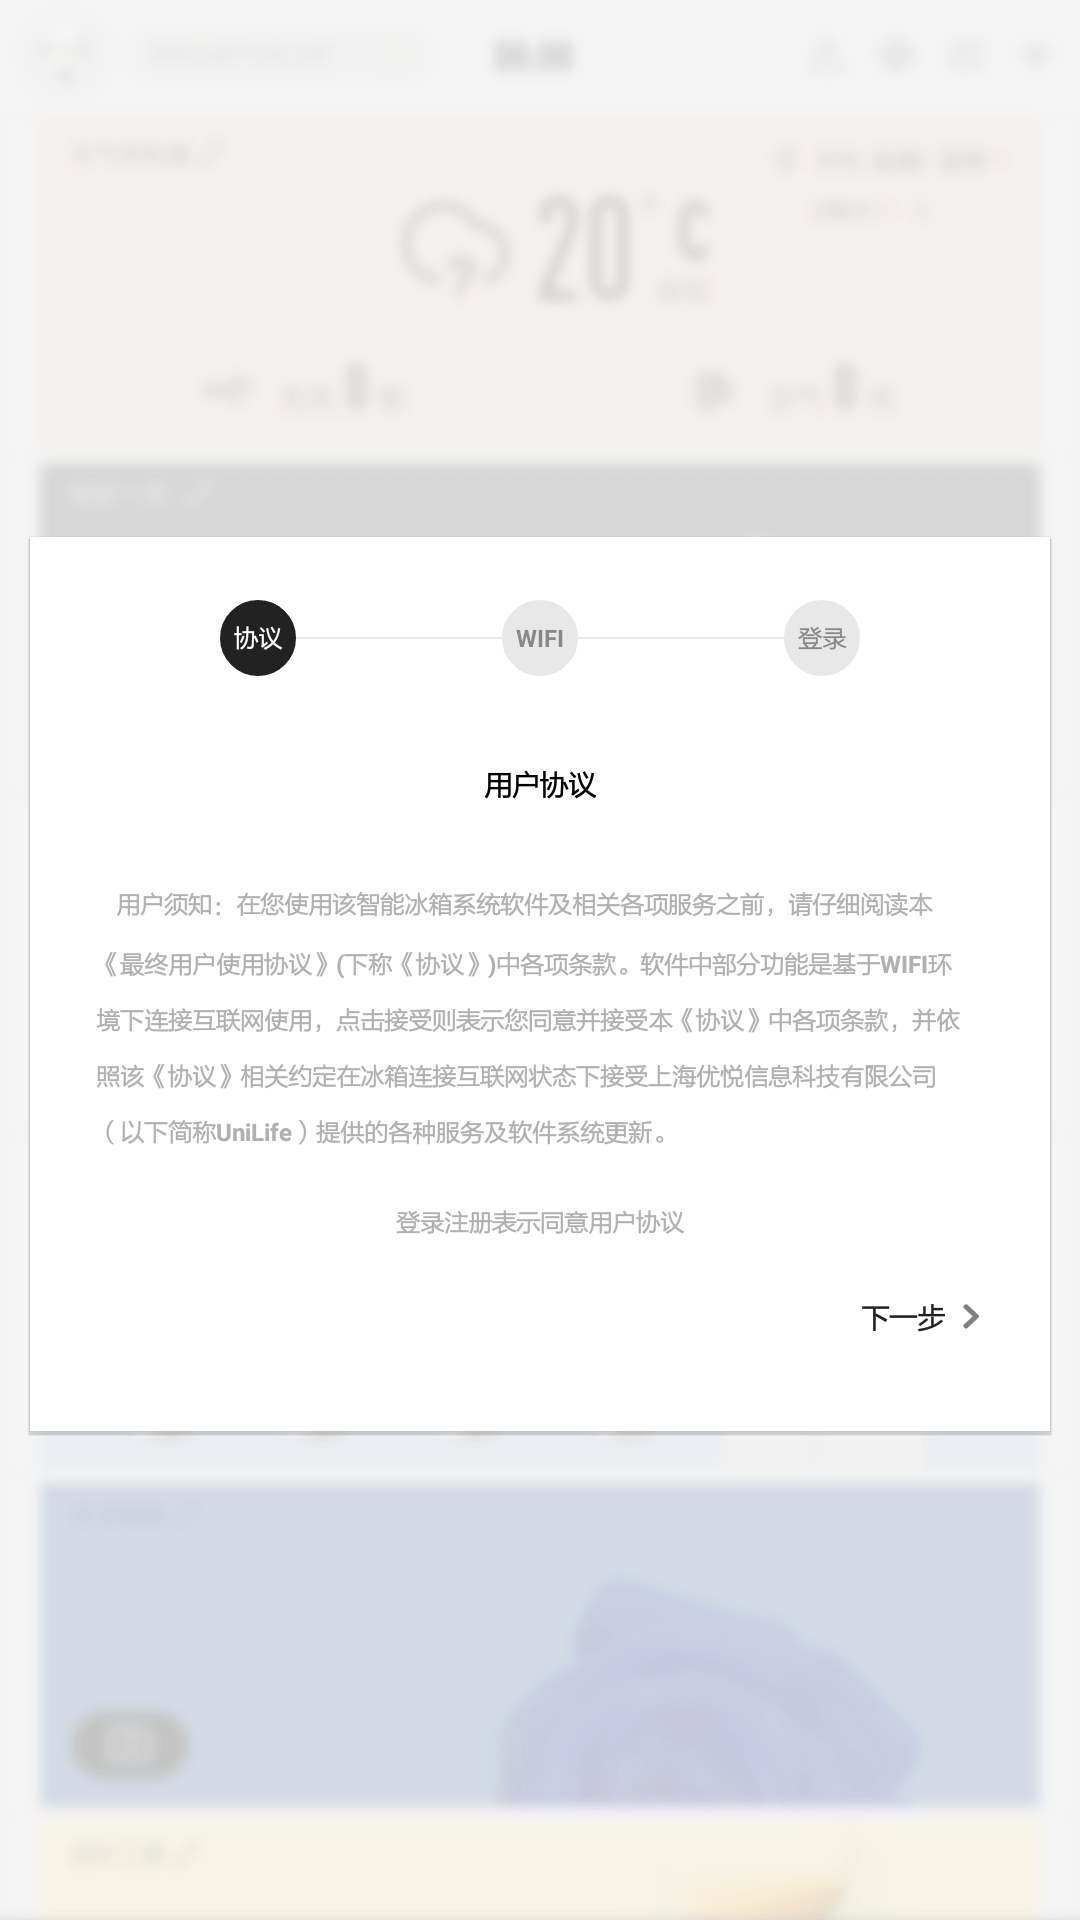 20 °C
0
0
协议
WIFI
登录
用户协议
用户须知：在您使用该智能冰箱系统软件及相关各项服务之前，请仔细阅读本
《最终用户使用协议》(下称《协议》)中各项条款。软件中部分功能是基于WIFI环
境下连接互联网使用，点击接受则表示您同意并接受本《协议》中各项条款，并依
照该《协议》相关约定在冰箱连接互联网状态下接受上海优悦信息科技有限公司
（以下简称UniLife）提供的各种服务及软件系统更新。
登录注册表示同意用户协议
下一步